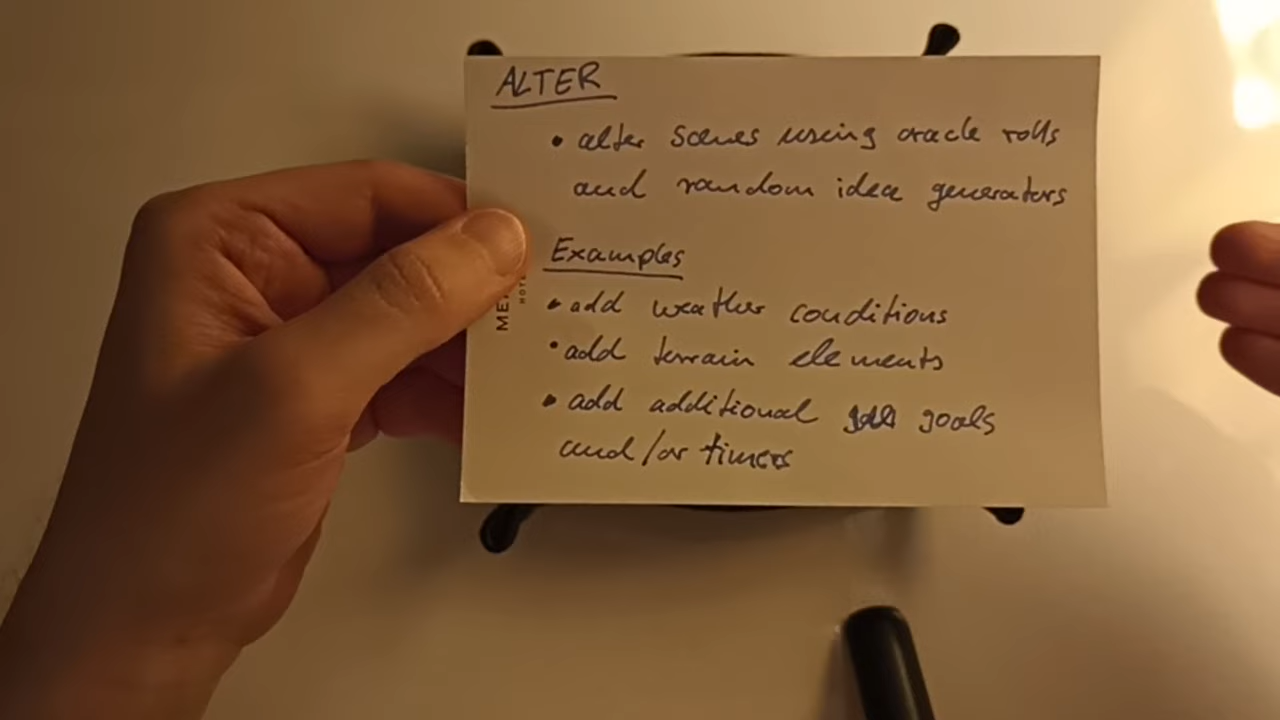 ALTER
• alter scenes using oracle rolls
and random idea generators
Examples
• add weather conditions
• add terrain elements
• add additional goals
and/or timers